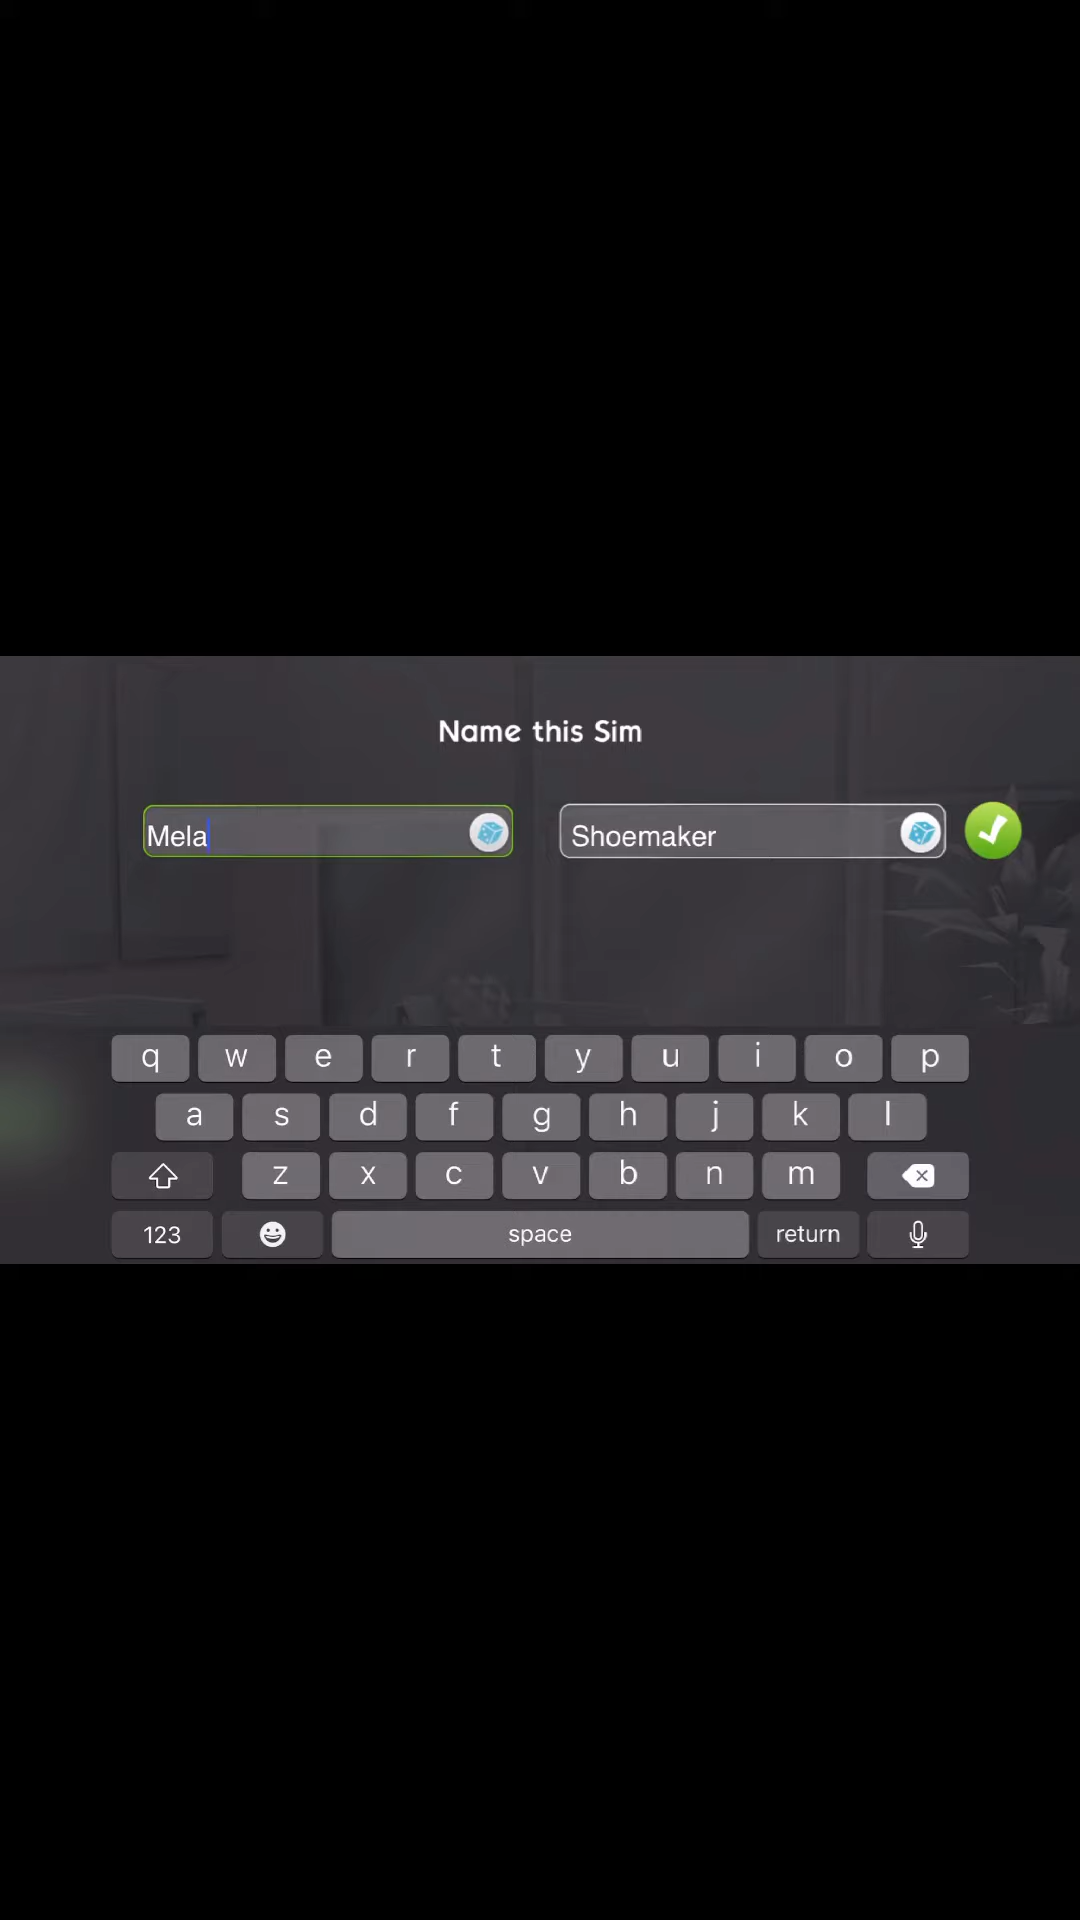 Name this Sim
Mela Shoemaker
q w e r t y u i o p
a s d f g h j k l
z x c v b n m
123 space return